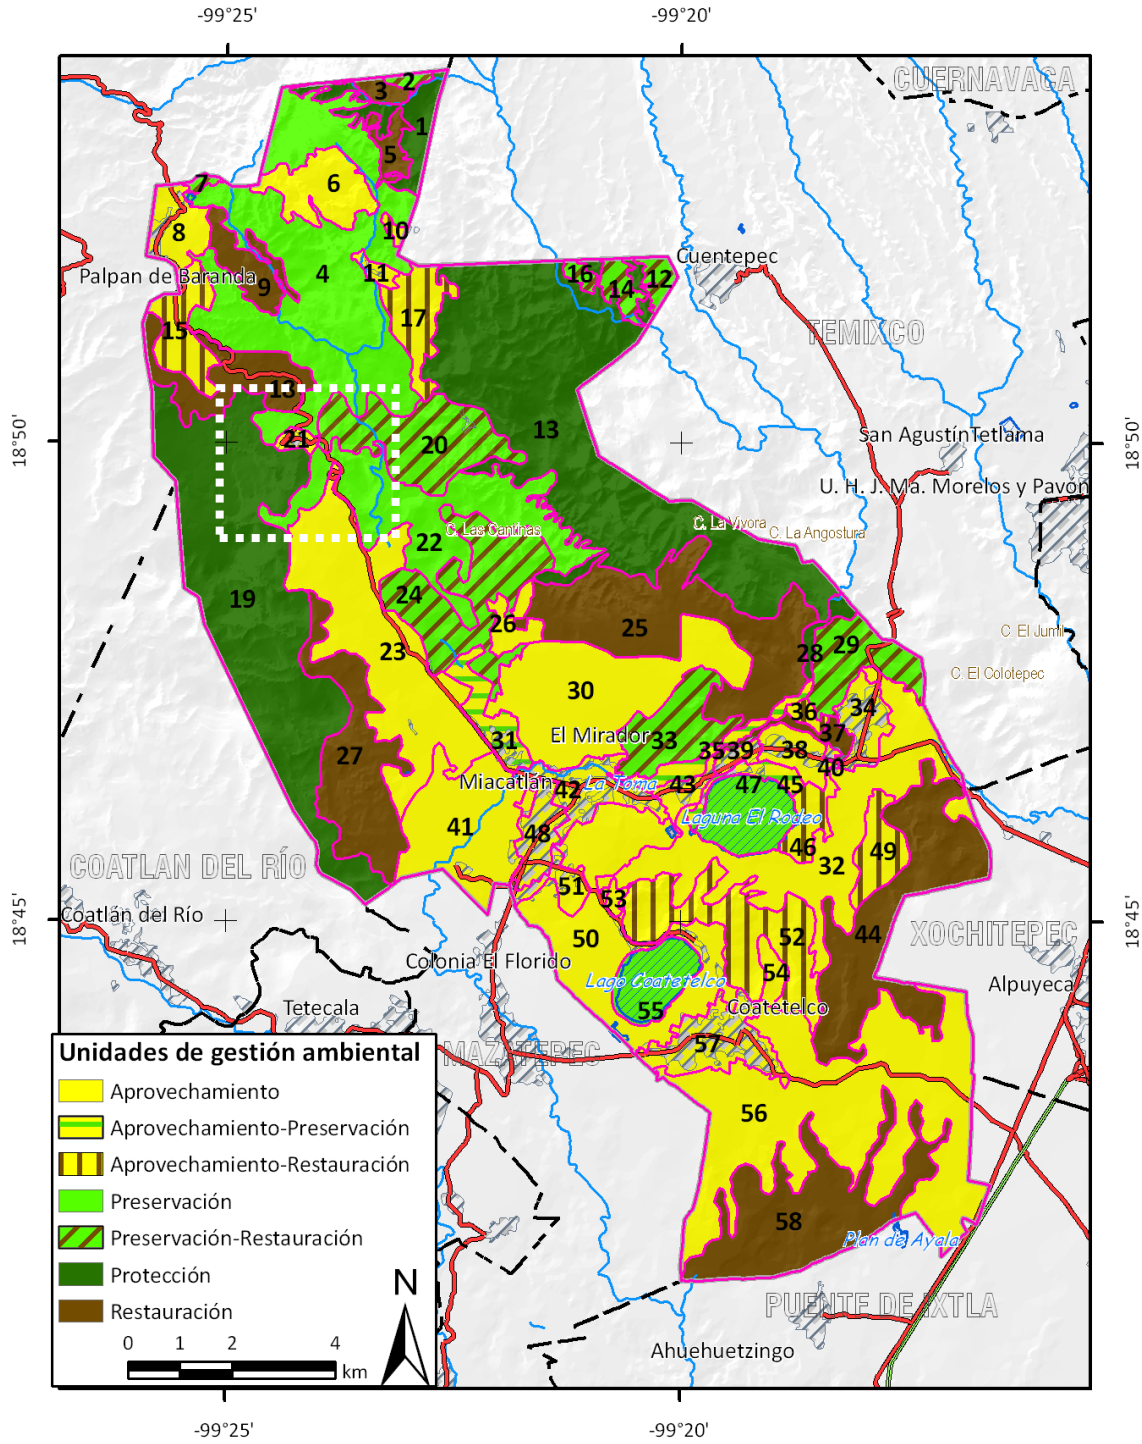 -99°25'
-99°20'
CUERNAVACA
2
3
1
5
6
7
8
10
Cuentepec
Palpan de Baranda
4
11
16
12
9
14
15
17
TEMIXCO
18
18°50'
18°50'
21
20
13
San AgustínTetlama
U. H. J. Ma. Morelos y Pavón
C. La Vivora
C. Las Cantinas
C. La Angostura
22
24
19
26
25
C. El Jumil
23
28
29
C. El Colotepec
30
36
34
31
El Mirador
33
37
27
35
39
38
40
Miacatlán
42
La Toma
43
47
45
Laguna El Rodeo
41
48
46
49
COATLAN DEL RÍO
32
51
53
18°45'
18°45'
Coatlán del Río
50
52
44
XOCHITEPEC
Colonia El Florido
54
Lago Coatetelco
Alpuyeca
Tetecala
55
Coatetelco
57
MAZATEPEC
Unidades de gestión ambiental
Aprovechamiento
Aprovechamiento-Preservación
Aprovechamiento-Restauración
Preservación
Preservación-Restauración
Protección
Restauración
0 1 2 4
km
N
56
58
Plan de Ayala
PUENTE DE IXTLA
Ahuehuetzingo
-99°25'
-99°20'